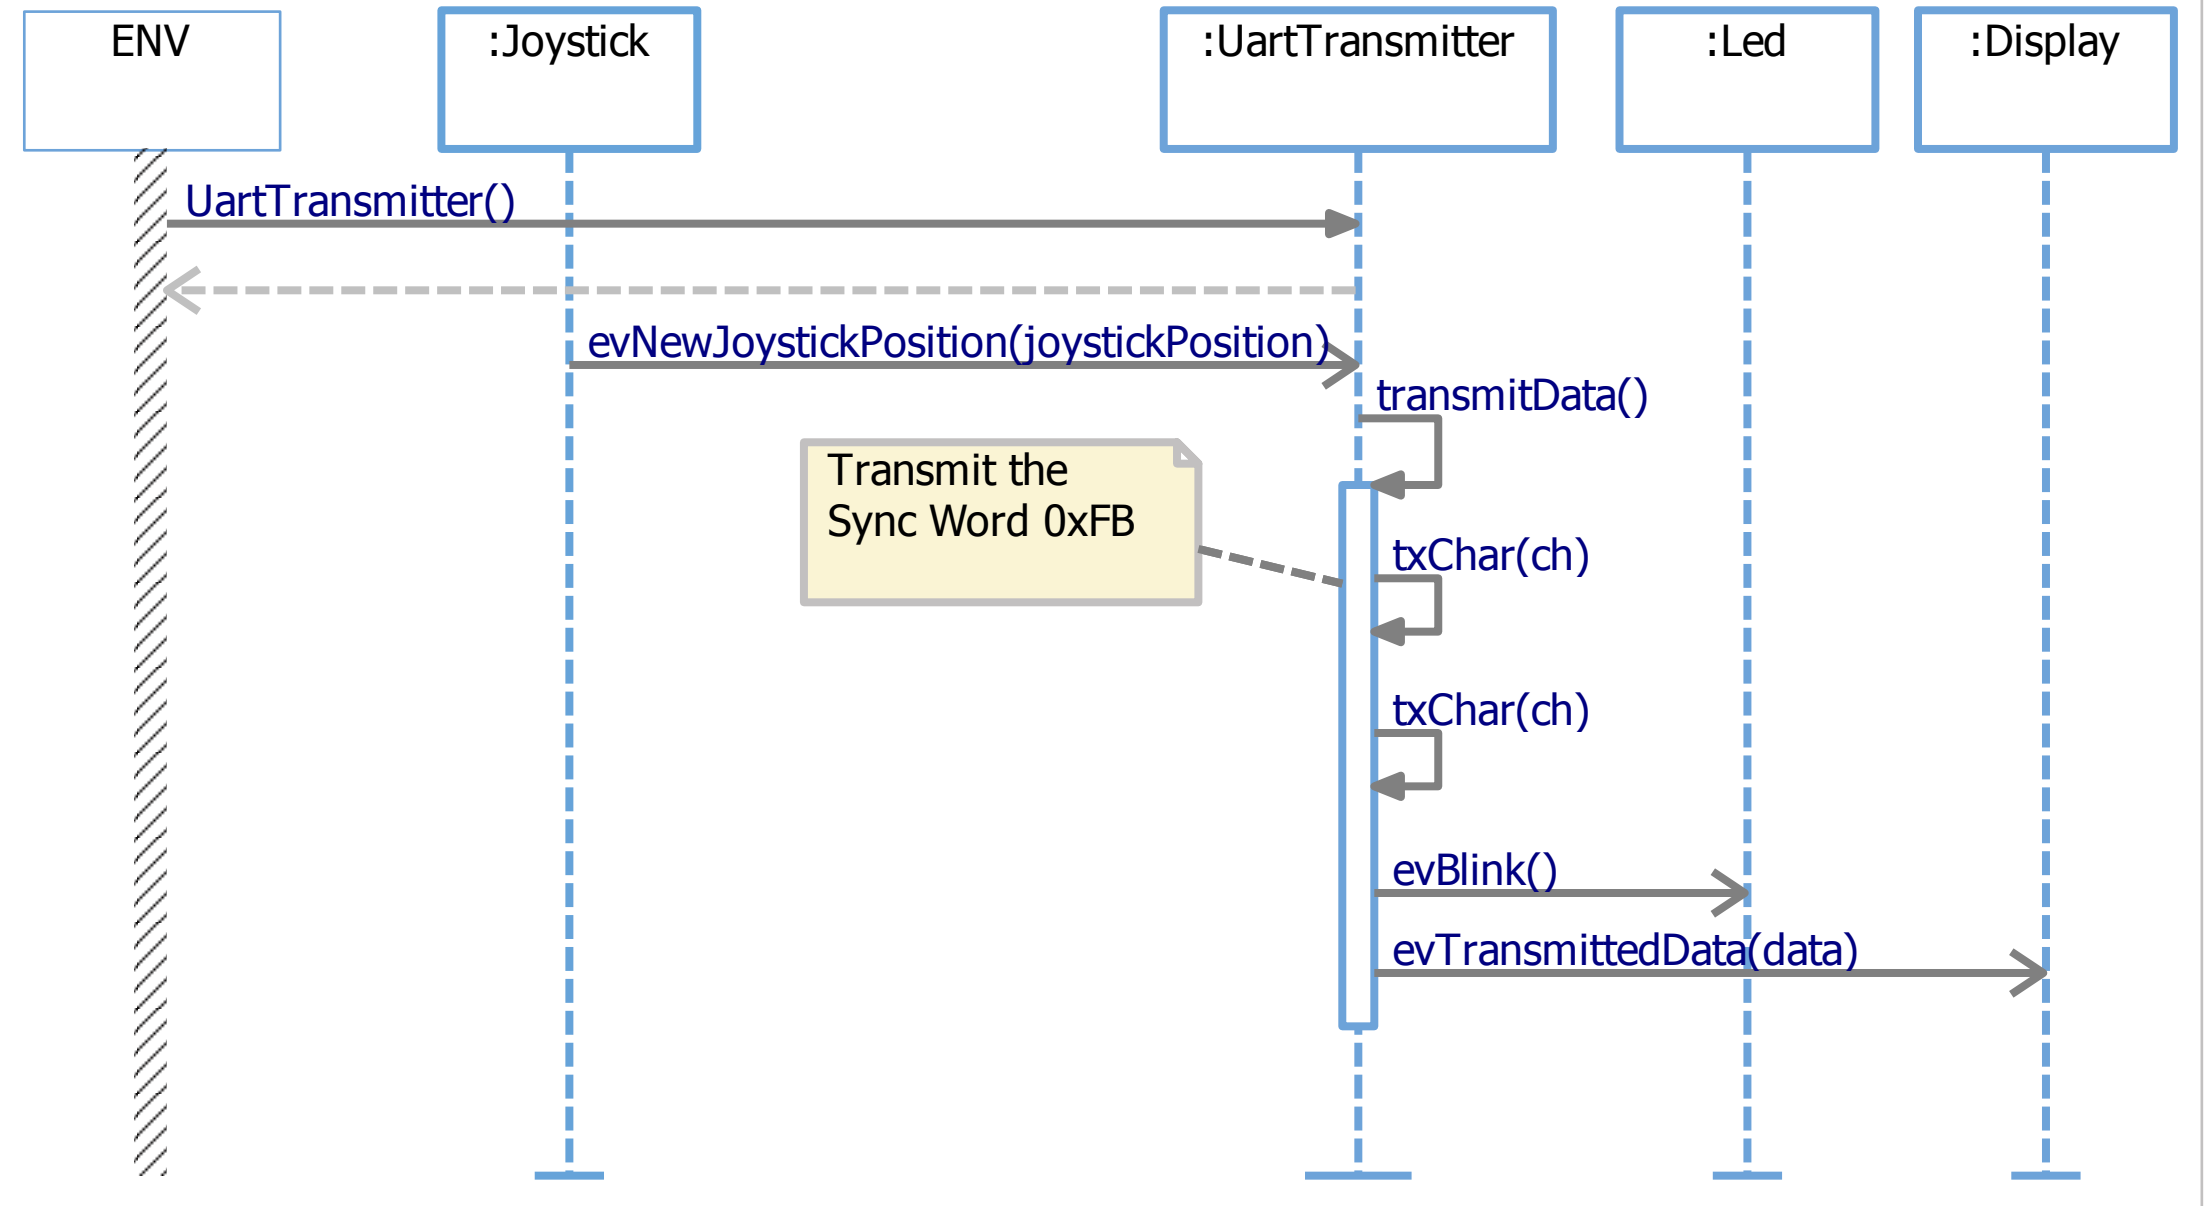 ENV
:Joystick
:UartTransmitter
:Led
:Display
UartTransmitter()
evNewJoystickPosition(joystickPosition)
transmitData()
Transmit the
Sync Word 0xFB
txChar(ch)
txChar(ch)
evBlink()
evTransmittedData(data)